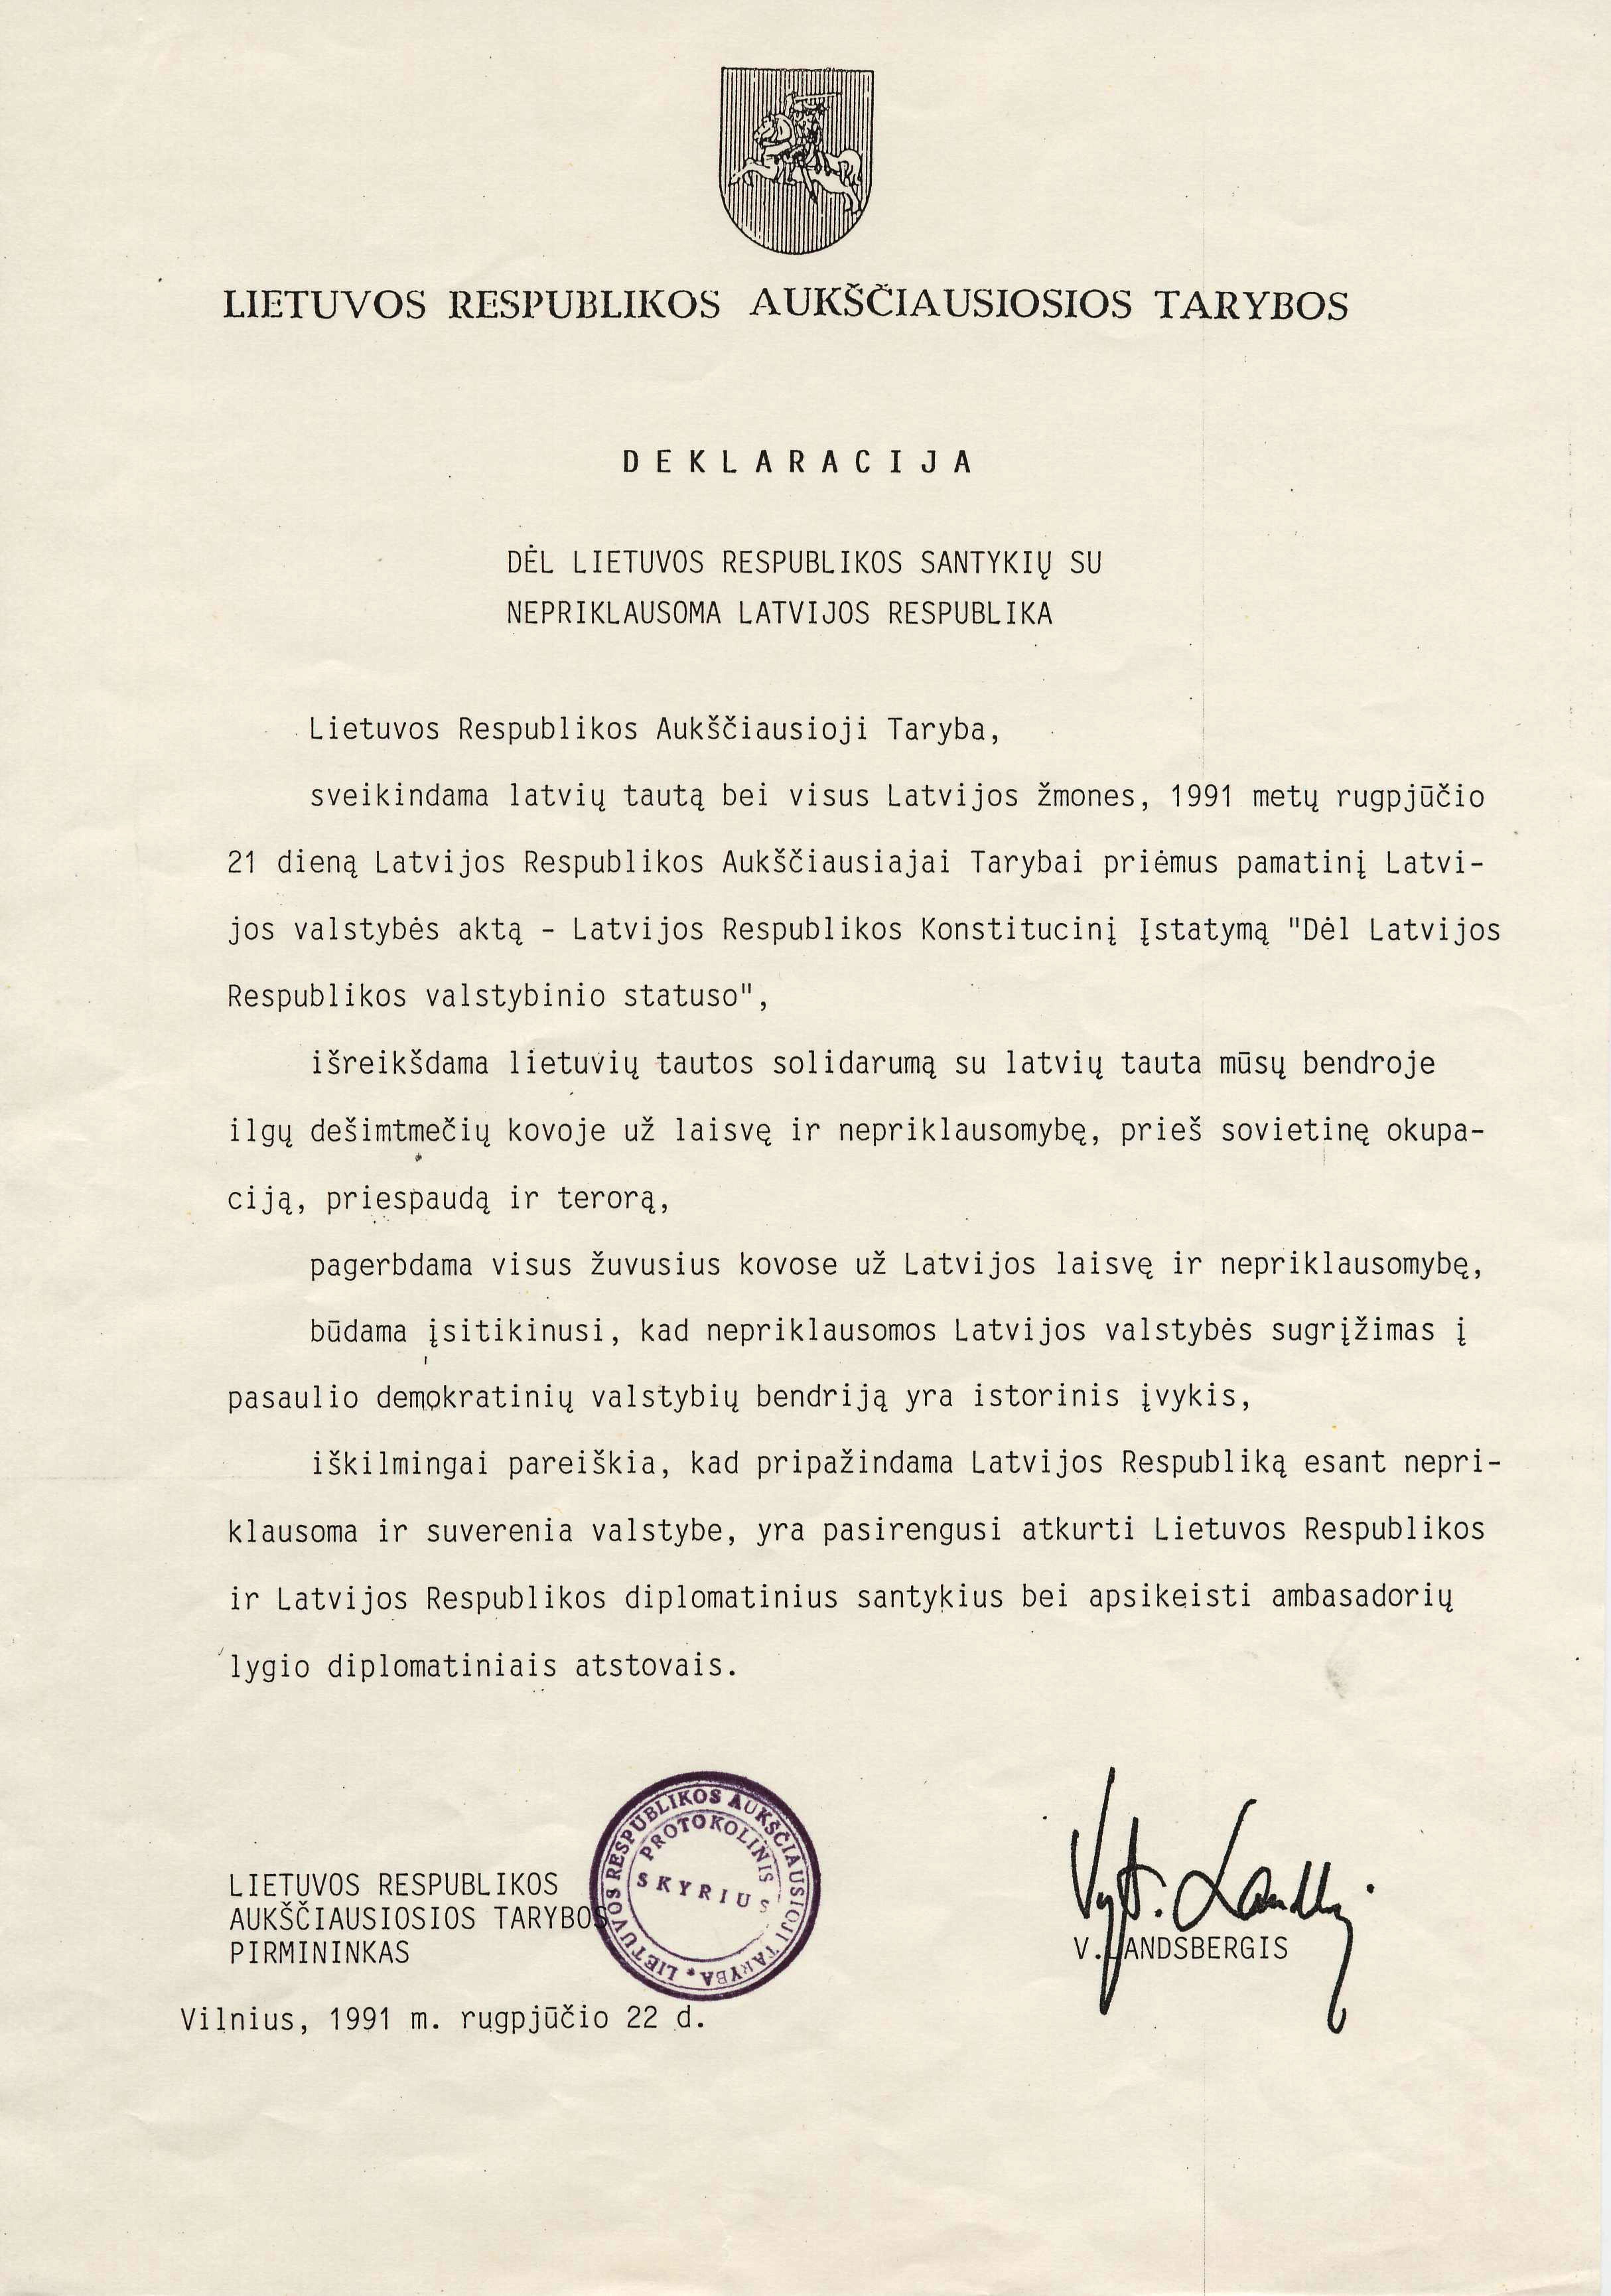 LIETUVOS RESPUBLIKOS AUKŠČIAUSIOSIOS TARYBOS
DEKLARACIJA
DĖL LIETUVOS RESPUBLIKOS SANTYKIŲ SU
NEPRIKLAUSOMA LATVIJOS RESPUBLIKA
Lietuvos Respublikos Aukščiausioji Taryba,
sveikindama latvių tautą bei visus Latvijos žmones, 1991 metų rugpjūčio
21 dieną Latvijos Respublikos Aukščiausiajai Tarybai priėmus pamatinį Latvi-
jos valstybės aktą - Latvijos Respublikos Konstitucinį Įstatymą "Dėl Latvijos
Respublikos valstybinio statuso",
išreikšdama lietuvių tautos solidarumą su latvių tauta mūsų bendroje
ilgų dešimtmečių kovoje už laisvę ir nepriklausomybę, prieš sovietinę okupa-
ciją, priespaudą ir terorą,
pagerbdama visus žuvusius kovose už Latvijos laisvę ir nepriklausomybę,
būdama įsitikinusi, kad nepriklausomos Latvijos valstybės sugrįžimas į
pasaulio demokratinių valstybių bendriją yra istorinis įvykis,
iškilmingai pareiškia, kad pripažindama Latvijos Respubliką esant nepri-
klausoma ir suverenia valstybe, yra pasirengusi atkurti Lietuvos Respublikos
ir Latvijos Respublikos diplomatinius santykius bei apsikeisti ambasadorių
lygio diplomatiniais atstovais.
LIETUVOS RESPUBLIKOS
AUKŠČIAUSIOSIOS TARYBOS
PIRMININKAS
LIETUVOS RESPUBLIKOS AUKŠČIAUSIOJI TARYBA *
PROTOKOLINIS
SKYRIUS
Vyt. Landsbergis
V. LANDSBERGIS
Vilnius, 1991 m. rugpjūčio 22 d.